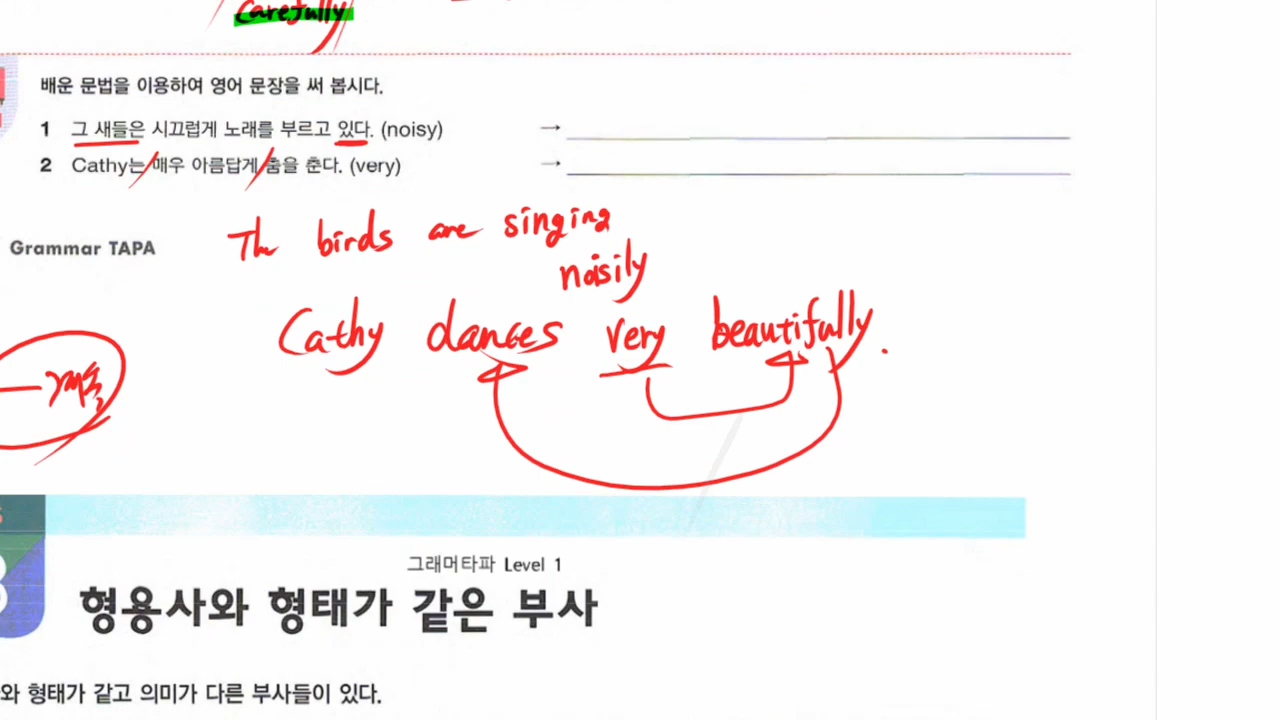 carefully
배운 문법을 이용하여 영어 문장을 써 봅시다.
1 그 새들은 시끄럽게 노래를 부르고 있다. (noisy) →
2 Cathy는 매우 아름답게 춤을 춘다. (very) →
Grammar TAPA
The birds are singing
noisily
Cathy dances very beautifully.
그래머타파 Level 1
형용사와 형태가 같은 부사
와 형태가 같고 의미가 다른 부사들이 있다.